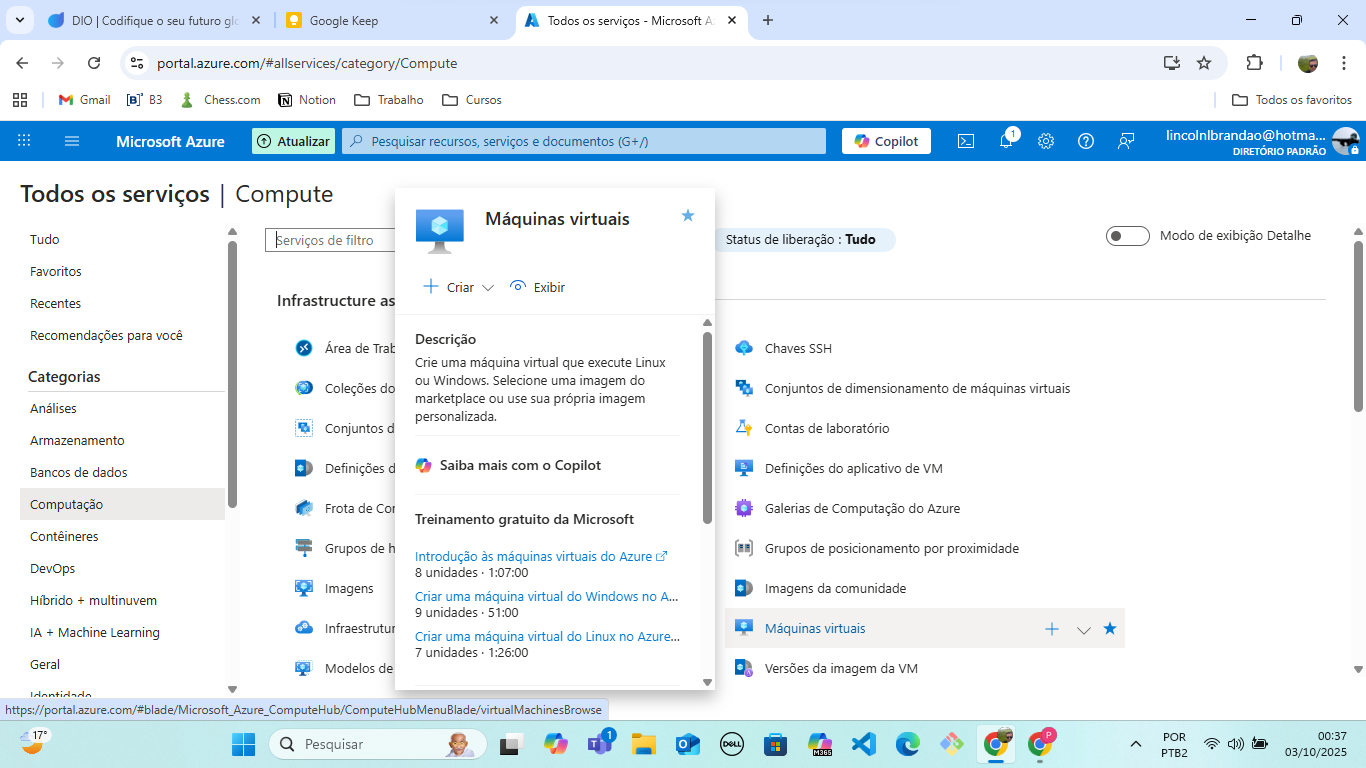 DIO | Codifique o seu futuro glo
Google Keep
Todos os serviços - Microsoft A
portal.azure.com/#allservices/category/Compute
Gmail
B3
Chess.com
Notion
Trabalho
Cursos
Todos os favoritos
Microsoft Azure
Atualizar
Pesquisar recursos, serviços e documentos (G+/)
Copilot
1
lincolnlbrandao@hotma...
DIRETÓRIO PADRÃO
Todos os serviços | Compute
Tudo
Favoritos
Recentes
Recomendações para você
Categorias
Análises
Armazenamento
Bancos de dados
Computação
Contêineres
DevOps
Híbrido + multinuvem
IA + Machine Learning
Geral
Identidade
Serviços de filtro
Status de liberação : Tudo
Modo de exibição Detalhe
Infrastructure as
Área de Trab
Coleções do
Conjuntos d
Definições d
Frota de Con
Grupos de h
Imagens
Infraestrutur
Modelos de
Máquinas virtuais
Criar
Exibir
Descrição
Crie uma máquina virtual que execute Linux
ou Windows. Selecione uma imagem do
marketplace ou use sua própria imagem
personalizada.
Saiba mais com o Copilot
Treinamento gratuito da Microsoft
Introdução às máquinas virtuais do Azure
8 unidades · 1:07:00
Criar uma máquina virtual do Windows no A...
9 unidades · 51:00
Criar uma máquina virtual do Linux no Azure...
7 unidades · 1:26:00
Chaves SSH
Conjuntos de dimensionamento de máquinas virtuais
Contas de laboratório
Definições do aplicativo de VM
Galerias de Computação do Azure
Grupos de posicionamento por proximidade
Imagens da comunidade
Máquinas virtuais
Versões da imagem da VM
https://portal.azure.com/#blade/Microsoft_Azure_ComputeHub/ComputeHubMenuBlade/virtualMachinesBrowse
17°
Pesquisar
1
DELL
M365
P
POR
PTB2
00:37
03/10/2025